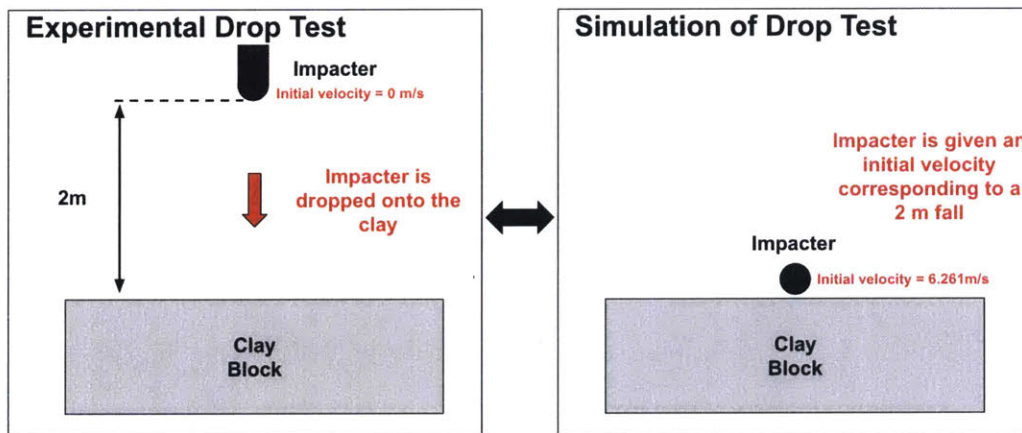 Experimental Drop Test
Impacter
Initial velocity = 0 m/s
2m
Impacter is
dropped onto the
clay
Clay
Block
Simulation of Drop Test
Impacter is given an
initial velocity
corresponding to a
2 m fall
Impacter
Initial velocity = 6.261m/s
Clay
Block